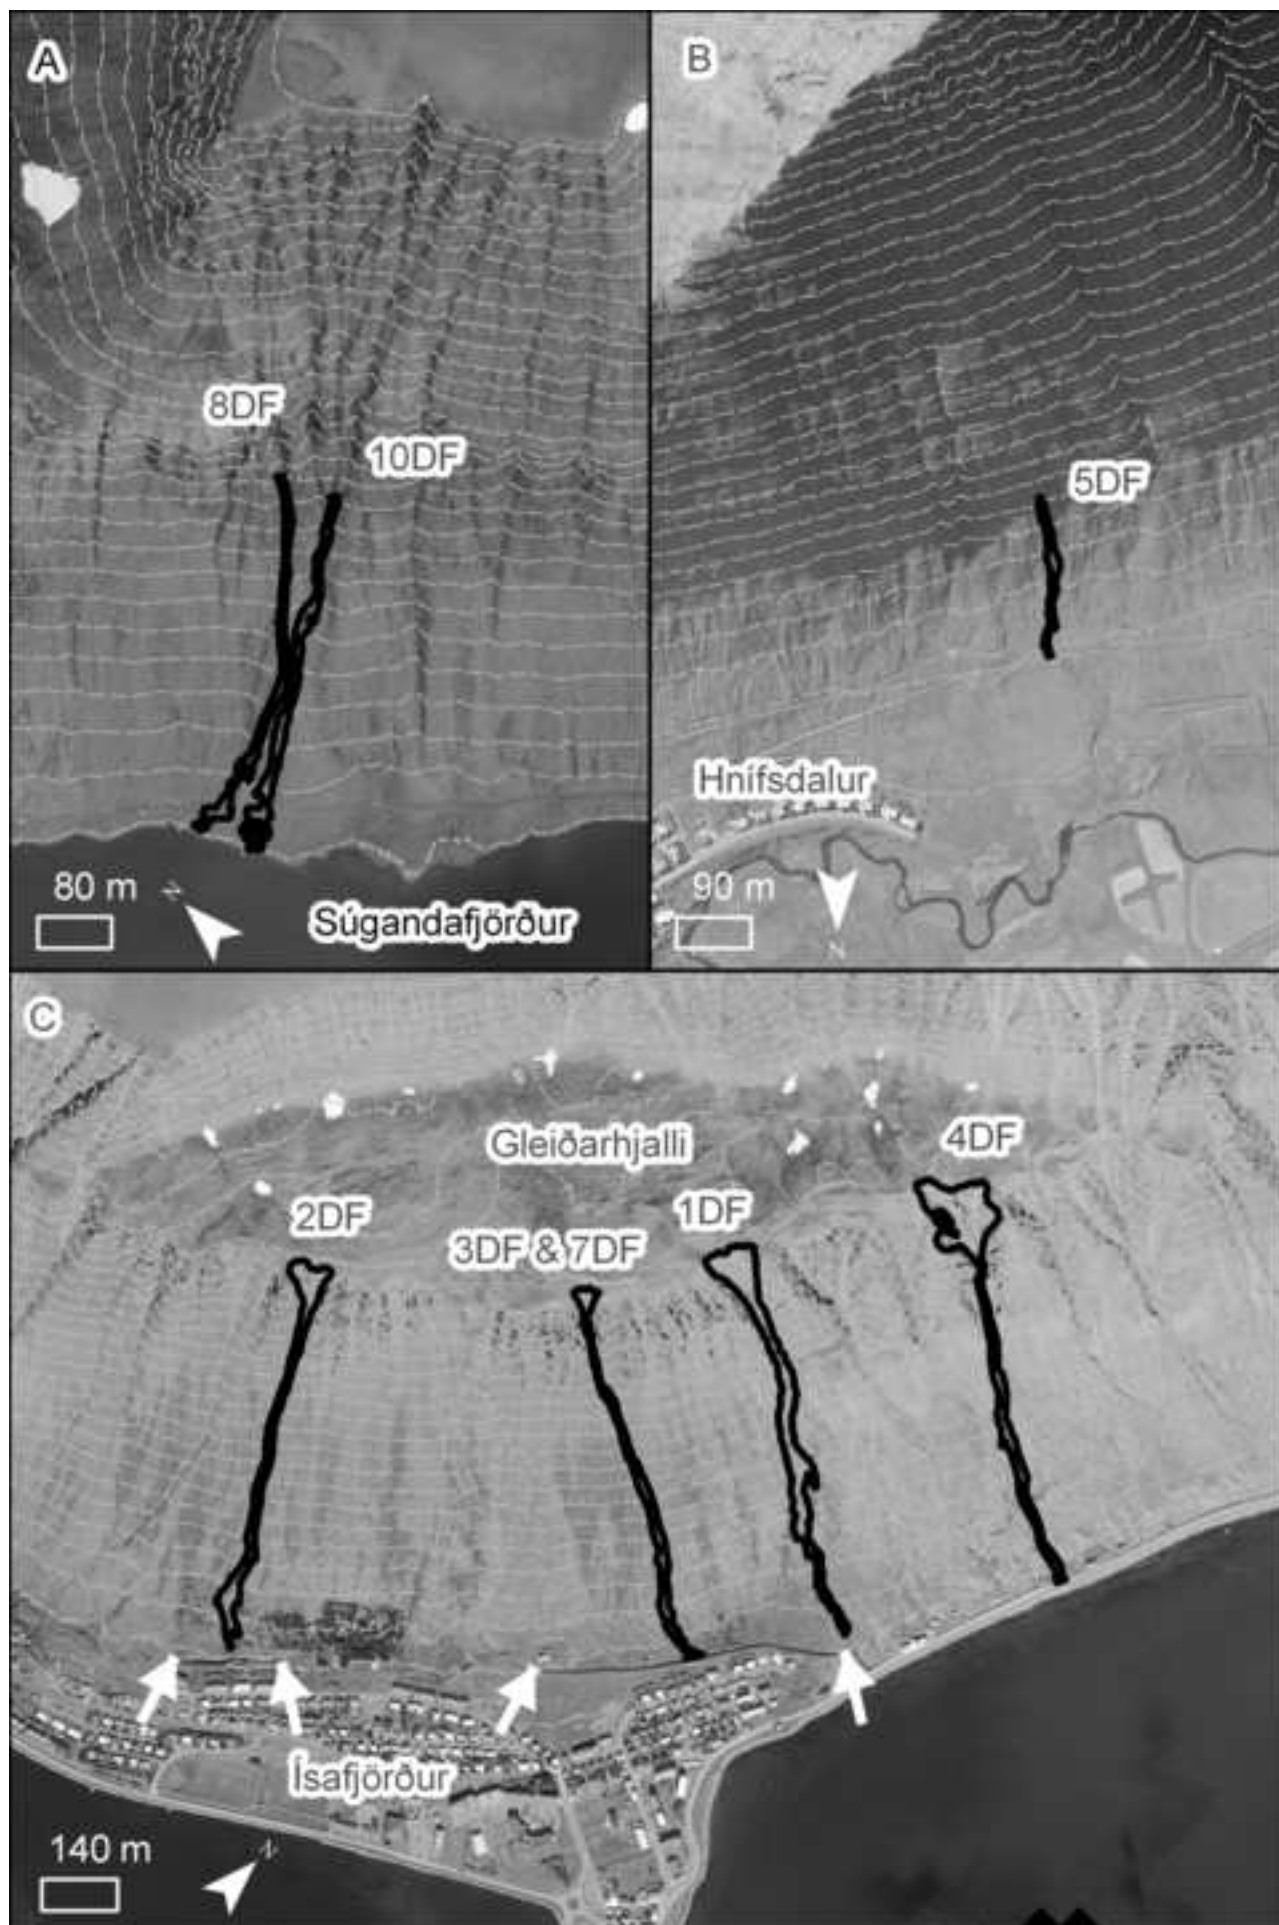 A
8DF
10DF
80 m
N
Súgandafjörður
B
5DF
Hnífsdalur
90 m
N
C
Gleiðarhjalli
4DF
2DF
3DF & 7DF
1DF
Ísafjörður
140 m
N